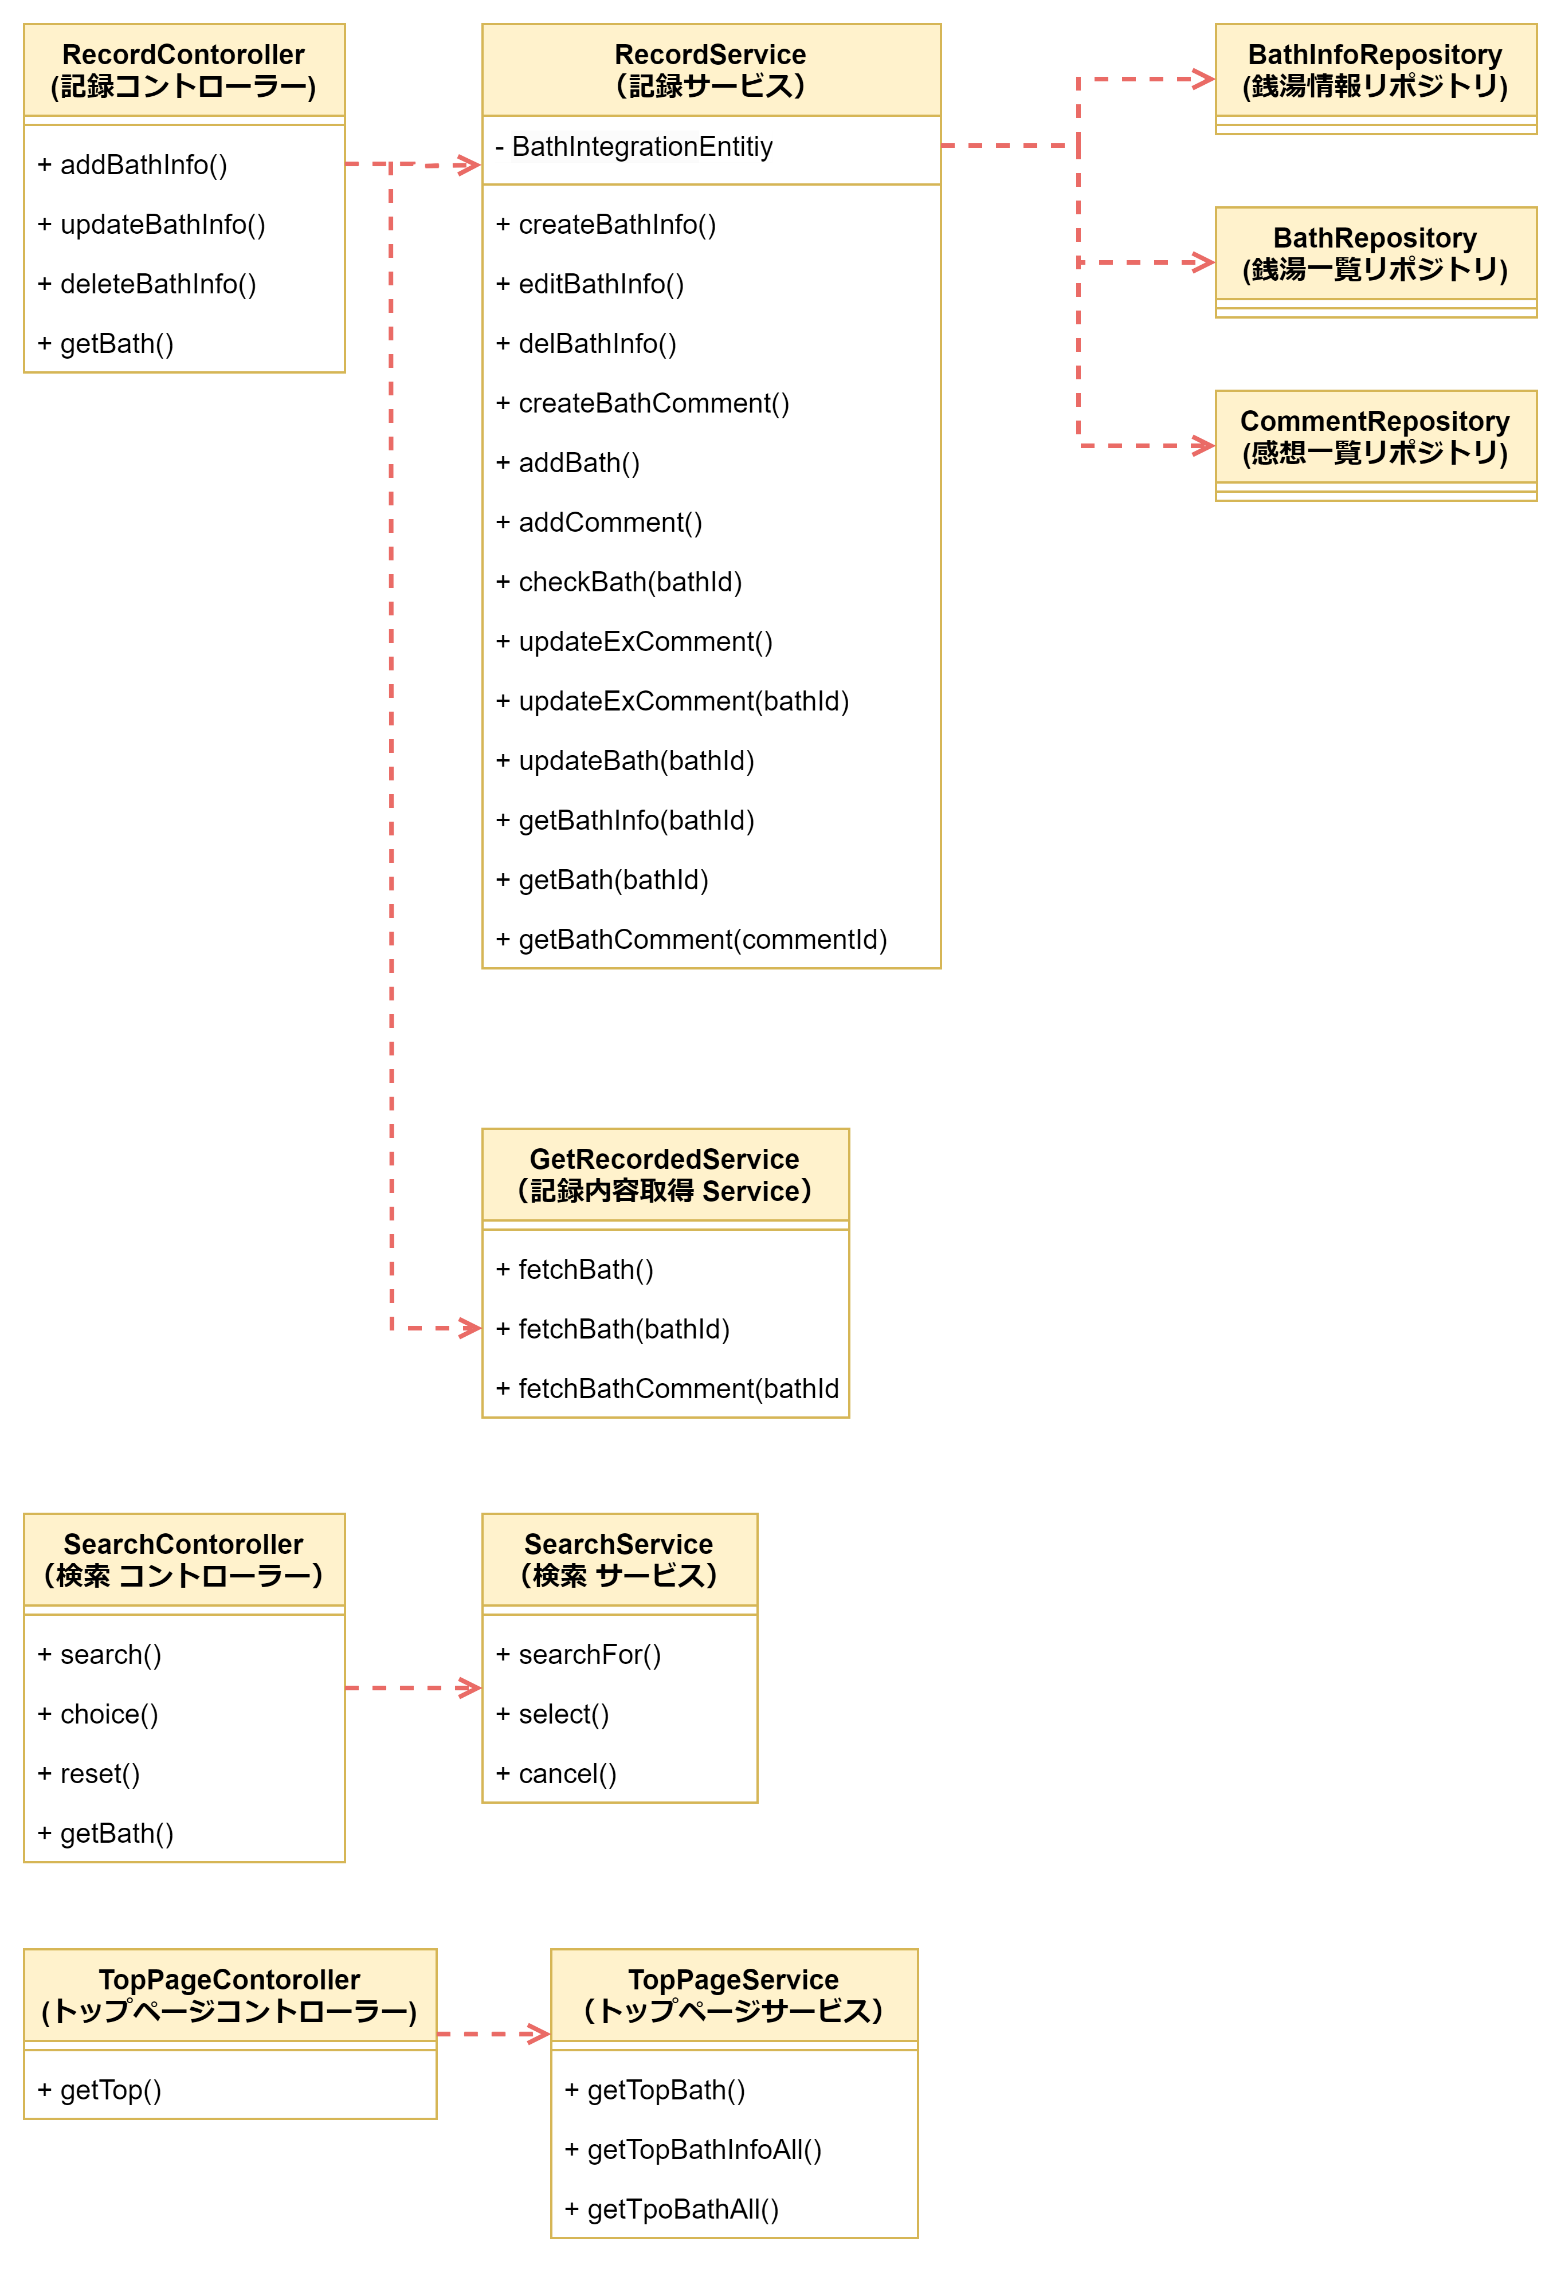 RecordContoroller
(記録コントローラー)
+ addBathInfo()
+ updateBathInfo()
+ deleteBathInfo()
+ getBath()
RecordService
（記録サービス）
- BathIntegrationEntitiy
+ createBathInfo()
+ editBathInfo()
+ delBathInfo()
+ createBathComment()
+ addBath()
+ addComment()
+ checkBath(bathId)
+ updateExComment()
+ updateExComment(bathId)
+ updateBath(bathId)
+ getBathInfo(bathId)
+ getBath(bathId)
+ getBathComment(commentId)
BathInfoRepository
(銭湯情報リポジトリ)
BathRepository
(銭湯一覧リポジトリ)
CommentRepository
(感想一覧リポジトリ)
GetRecordedService
（記録内容取得 Service）
+ fetchBath()
+ fetchBath(bathId)
+ fetchBathComment(bathId
SearchContoroller
（検索 コントローラー）
+ search()
+ choice()
+ reset()
+ getBath()
SearchService
（検索 サービス）
+ searchFor()
+ select()
+ cancel()
TopPageContoroller
(トップページコントローラー)
+ getTop()
TopPageService
（トップページサービス）
+ getTopBath()
+ getTopBathInfoAll()
+ getTpoBathAll()